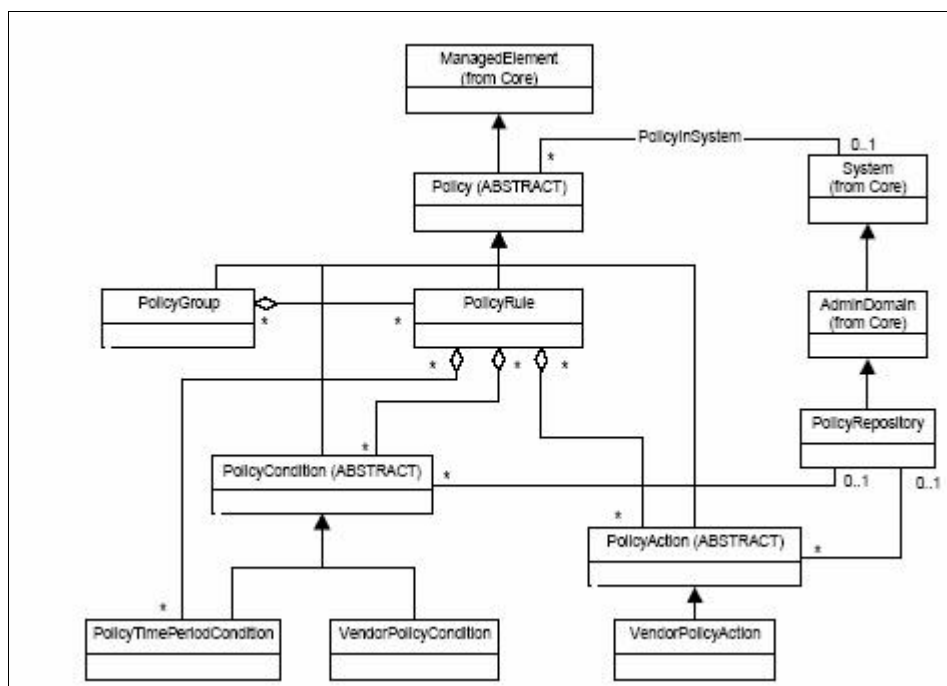 ManagedElement
(from Core)
PolicyInSystem
*
0..1
Policy (ABSTRACT)
System
(from Core)
PolicyGroup
*
*
PolicyRule
AdminDomain
(from Core)
*
*
*
PolicyRepository
*
PolicyCondition (ABSTRACT)
*
0..1
0..1
*
PolicyAction (ABSTRACT)
*
*
PolicyTimePeriodCondition
VendorPolicyCondition
VendorPolicyAction